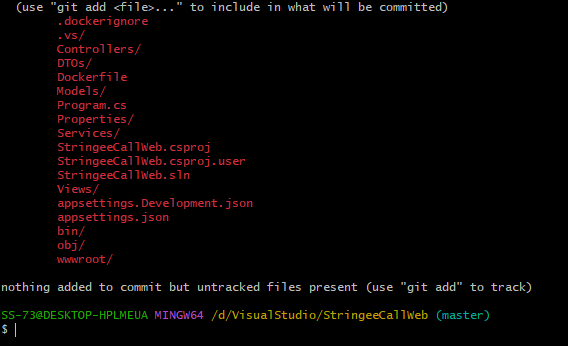 (use "git add <file>..." to include in what will be committed)
.dockerignore
.vs/
Controllers/
DTOs/
Dockerfile
Models/
Program.cs
Properties/
Services/
StringeeCallWeb.csproj
StringeeCallWeb.csproj.user
StringeeCallWeb.sln
Views/
appsettings.Development.json
appsettings.json
bin/
obj/
wwwroot/
nothing added to commit but untracked files present (use "git add" to track)
SS-73@DESKTOP-HPLMEUA MINGW64 /d/VisualStudio/StringeeCallWeb (master)
$